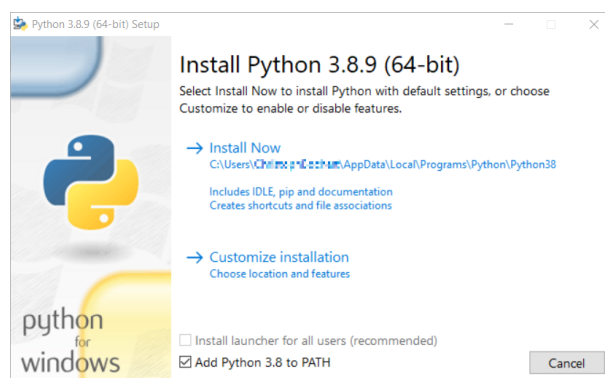 Python 3.8.9 (64-bit) Setup
Install Python 3.8.9 (64-bit)
Select Install Now to install Python with default settings, or choose
Customize to enable or disable features.
Install Now
C:\Users\ \AppData\Local\Programs\Python\Python38
Includes IDLE, pip and documentation
Creates shortcuts and file associations
Customize installation
Choose location and features
python
for
windows
Install launcher for all users (recommended)
Add Python 3.8 to PATH
Cancel